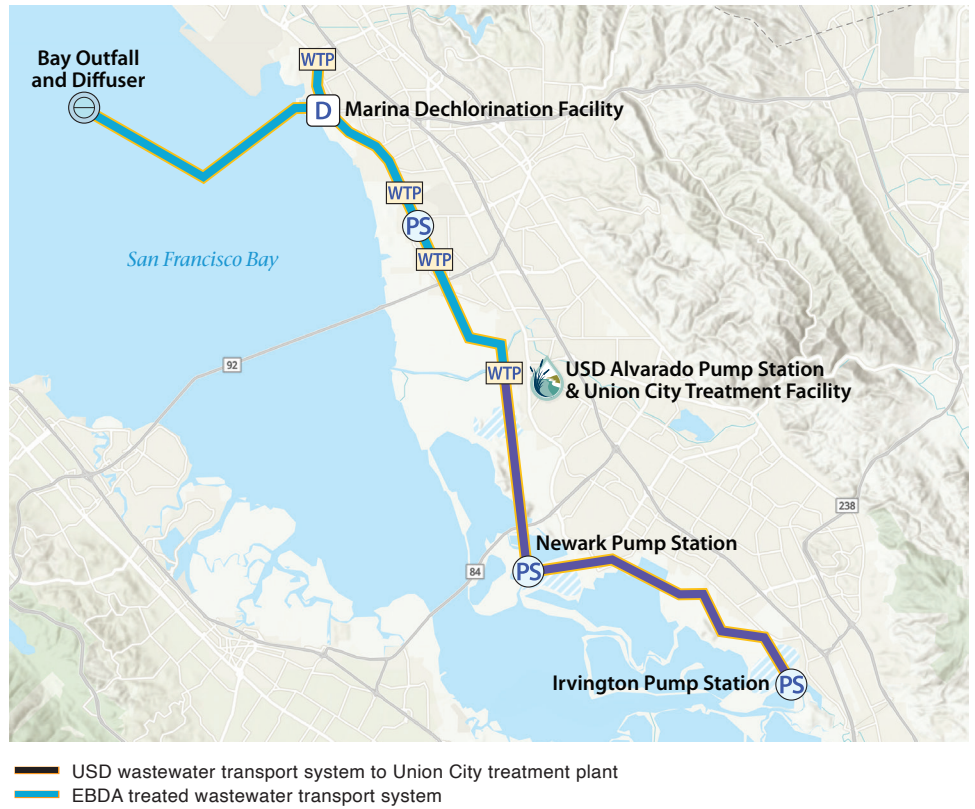 Bay Outfall
and Diffuser
WTP
D
Marina Dechlorination Facility
WTP
PS
WTP
San Francisco Bay
92
WTP
USD Alvarado Pump Station
& Union City Treatment Facility
238
Newark Pump Station
84
PS
Irvington Pump Station
PS
USD wastewater transport system to Union City treatment plant
EBDA treated wastewater transport system